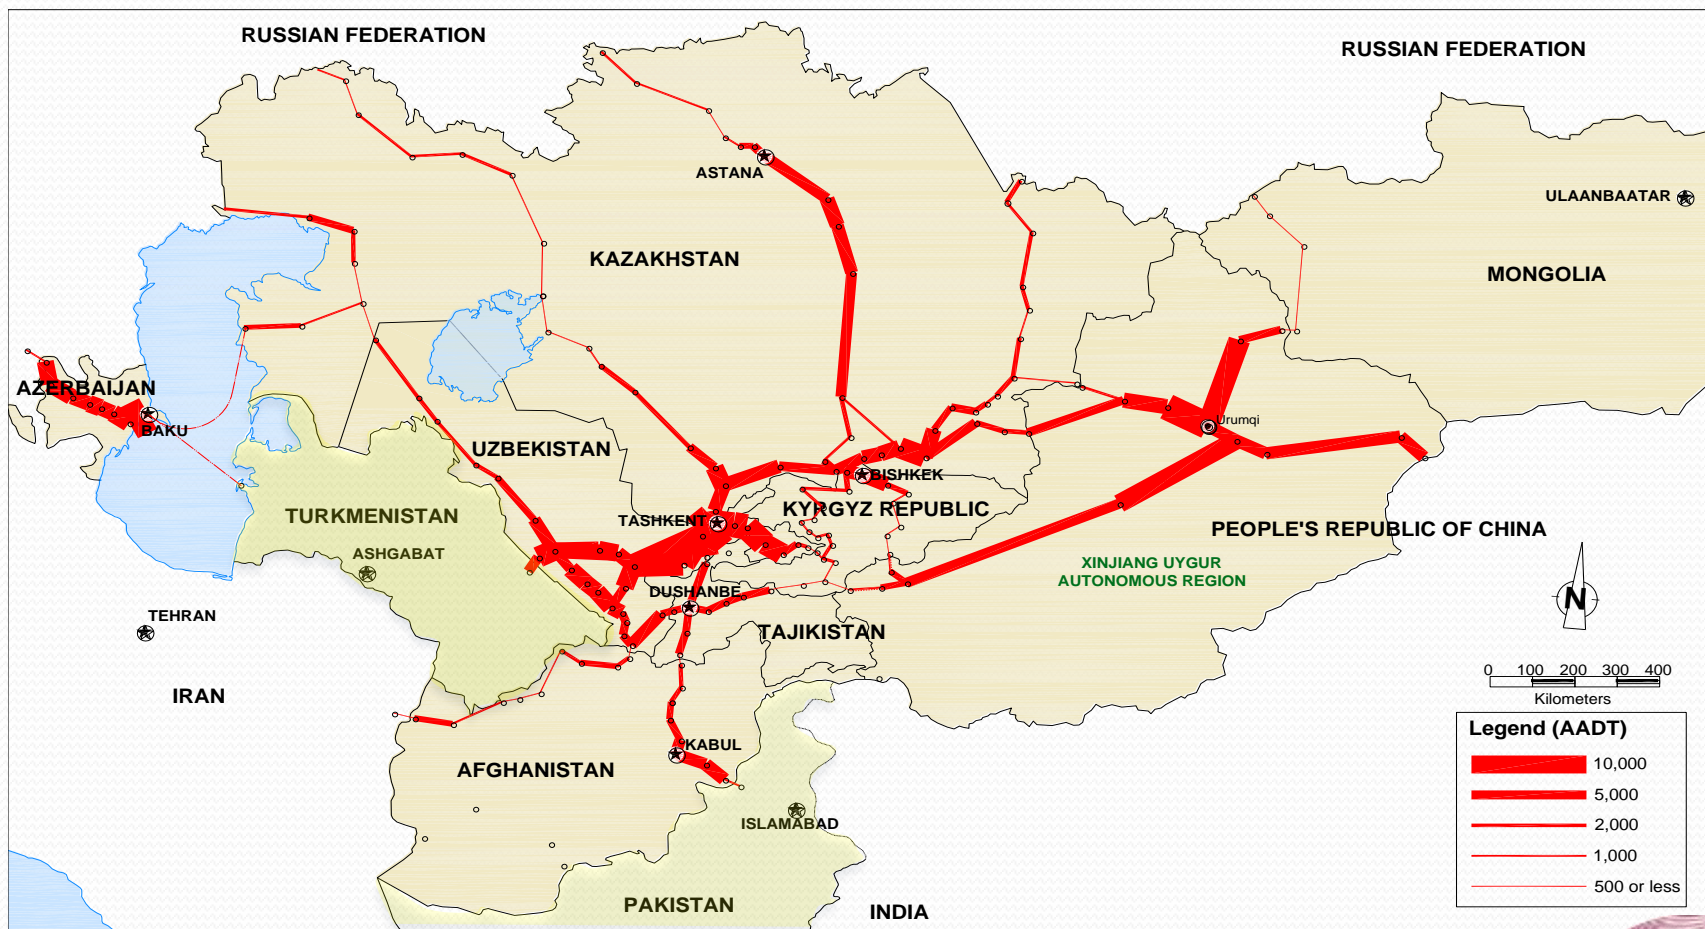 RUSSIAN FEDERATION
RUSSIAN FEDERATION
ASTANA
ULAANBAATAR
KAZAKHSTAN
MONGOLIA
AZERBAIJAN
BAKU
Urumqi
UZBEKISTAN
BISHKEK
TURKMENISTAN
TASHKENT
KYRGYZ REPUBLIC
PEOPLE'S REPUBLIC OF CHINA
ASHGABAT
XINJIANG UYGUR
AUTONOMOUS REGION
DUSHANBE
TEHRAN
N
TAJIKISTAN
IRAN
0 100 200 300 400
Kilometers
Legend (AADT)
10,000
5,000
2,000
1,000
500 or less
KABUL
AFGHANISTAN
ISLAMABAD
PAKISTAN
INDIA